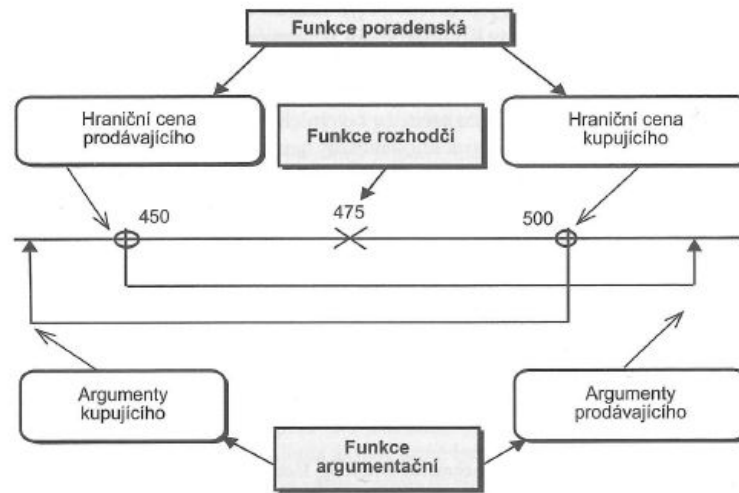 Funkce poradenská
Hraniční cena
prodávajícího
Funkce rozhodčí
Hraniční cena
kupujícího
450
475
500
Argumenty
kupujícího
Argumenty
prodávajícího
Funkce
argumentační